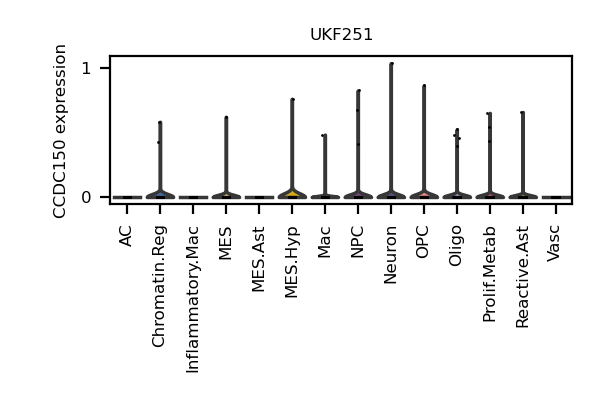 UKF251
CCDC150 expression
1
0
AC
Chromatin.Reg
Inflammatory.Mac
MES
MES.Ast
MES.Hyp
Mac
NPC
Neuron
OPC
Oligo
Prolif.Metab
Reactive.Ast
Vasc